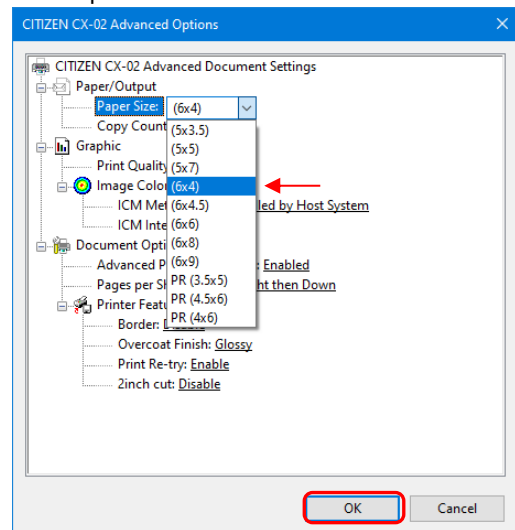 CITIZEN CX-02 Advanced Options
CITIZEN CX-02 Advanced Document Settings
Paper/Output
Paper Size: (6x4)
Copy Count
(5x3.5)
(5x5)
Graphic
Print Quality
(5x7)
Image Color
(6x4)
ICM Met
(6x4.5)
led by Host System
ICM Inte
(6x6)
Document Opti
(6x8)
Advanced P
(6x9)
: Enabled
Pages per Sh
PR (3.5x5)
ht then Down
PR (4.5x6)
Printer Featu
PR (4x6)
Border:
Overcoat Finish: Glossy
Print Re-try: Enable
2inch cut: Disable
OK
Cancel